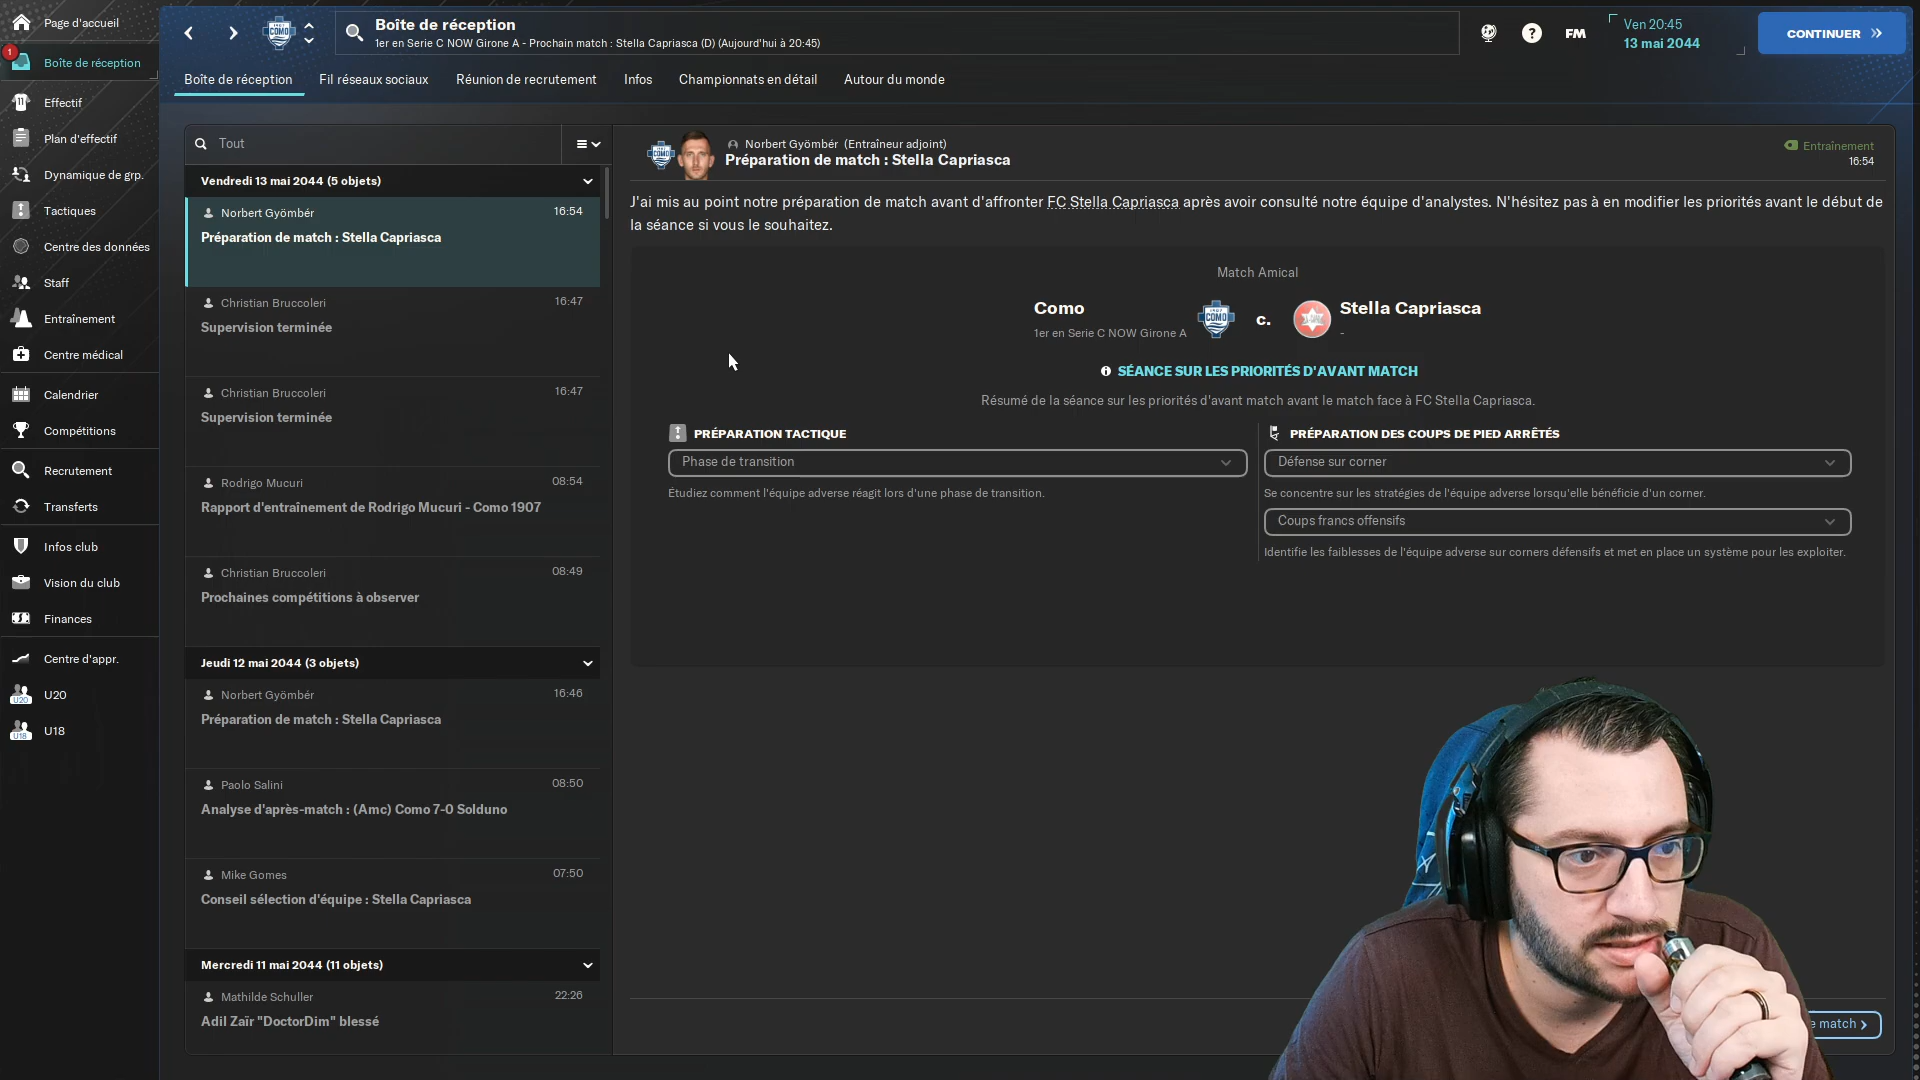 Page d'accueil
1
Boîte de réception
Effectif
Plan d'effectif
Dynamique de grp.
Tactiques
Centre des données
Staff
Entraînement
Centre médical
Calendrier
Compétitions
Recrutement
Transferts
Infos club
Vision du club
Finances
Centre d'appr.
U20
U18
COMO
Boîte de réception
1er en Serie C NOW Girone A - Prochain match : Stella Capriasca (D) (Aujourd'hui à 20:45)
?
FM
Ven 20:45
13 mai 2044
CONTINUER
Boîte de réception
Fil réseaux sociaux
Réunion de recrutement
Infos
Championnats en détail
Autour du monde
Tout
Vendredi 13 mai 2044 (5 objets)
Norbert Gyömbér 16:54
Préparation de match : Stella Capriasca
Christian Bruccoleri 16:47
Supervision terminée
Christian Bruccoleri 16:47
Supervision terminée
Rodrigo Mucuri 08:54
Rapport d'entraînement de Rodrigo Mucuri - Como 1907
Christian Bruccoleri 08:49
Prochaines compétitions à observer
Jeudi 12 mai 2044 (3 objets)
Norbert Gyömbér 16:46
Préparation de match : Stella Capriasca
Paolo Salini 08:50
Analyse d'après-match : (Amc) Como 7-0 Solduno
Mike Gomes 07:50
Conseil sélection d'équipe : Stella Capriasca
Mercredi 11 mai 2044 (11 objets)
Mathilde Schuller 22:26
Adil Zaïr "DoctorDim" blessé
COMO
Norbert Gyömbér (Entraîneur adjoint)
Préparation de match : Stella Capriasca
Entraînement
16:54
J'ai mis au point notre préparation de match avant d'affronter FC Stella Capriasca après avoir consulté notre équipe d'analystes. N'hésitez pas à en modifier les priorités avant le début de
la séance si vous le souhaitez.
Match Amical
Como
1er en Serie C NOW Girone A
COMO
c.
Stella Capriasca
-
SÉANCE SUR LES PRIORITÉS D'AVANT MATCH
Résumé de la séance sur les priorités d'avant match avant le match face à FC Stella Capriasca.
PRÉPARATION TACTIQUE
Phase de transition
Étudiez comment l'équipe adverse réagit lors d'une phase de transition.
PRÉPARATION DES COUPS DE PIED ARRÊTÉS
Défense sur corner
Se concentre sur les stratégies de l'équipe adverse lorsqu'elle bénéficie d'un corner.
Coups francs offensifs
Identifie les faiblesses de l'équipe adverse sur corners défensifs et met en place un système pour les exploiter.
e match